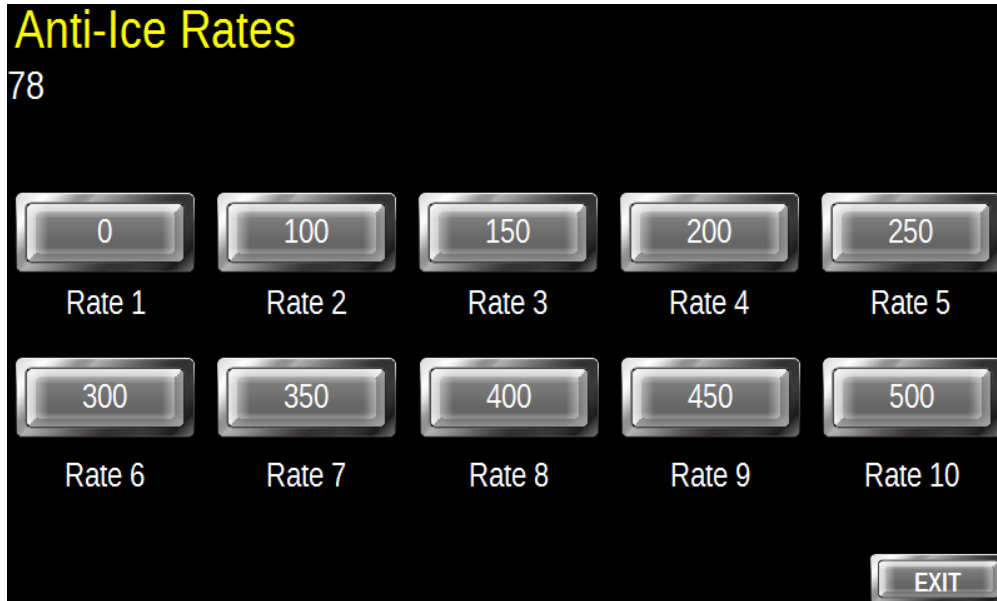 Anti-Ice Rates
78
0 100 150 200 250
Rate 1 Rate 2 Rate 3 Rate 4 Rate 5
300 350 400 450 500
Rate 6 Rate 7 Rate 8 Rate 9 Rate 10
EXIT